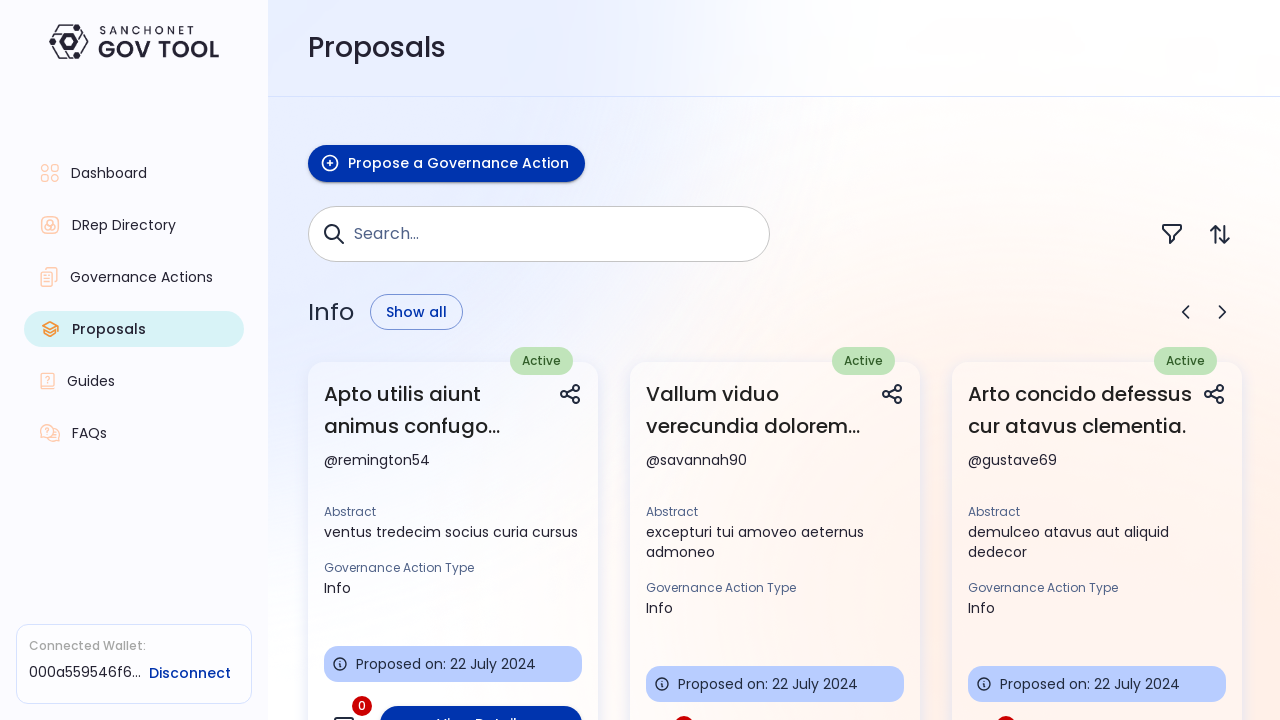 SANCHONET
GOV TOOL
Dashboard
DRep Directory
Governance Actions
Proposals
Guides
FAQs
Connected Wallet:
000a559546f6...
Disconnect
Proposals
Propose a Governance Action
Search...
Info
Show all
Active
Apto utilis aiunt
animus confugo...
@remington54
Abstract
ventus tredecim socius curia cursus
Governance Action Type
Info
Proposed on: 22 July 2024
0
View Details
Active
Vallum viduo
verecundia dolorem...
@savannah90
Abstract
excepturi tui amoveo aeternus
admoneo
Governance Action Type
Info
Proposed on: 22 July 2024
Active
Arto concido defessus
cur atavus clementia.
@gustave69
Abstract
demulceo atavus aut aliquid
dedecor
Governance Action Type
Info
Proposed on: 22 July 2024